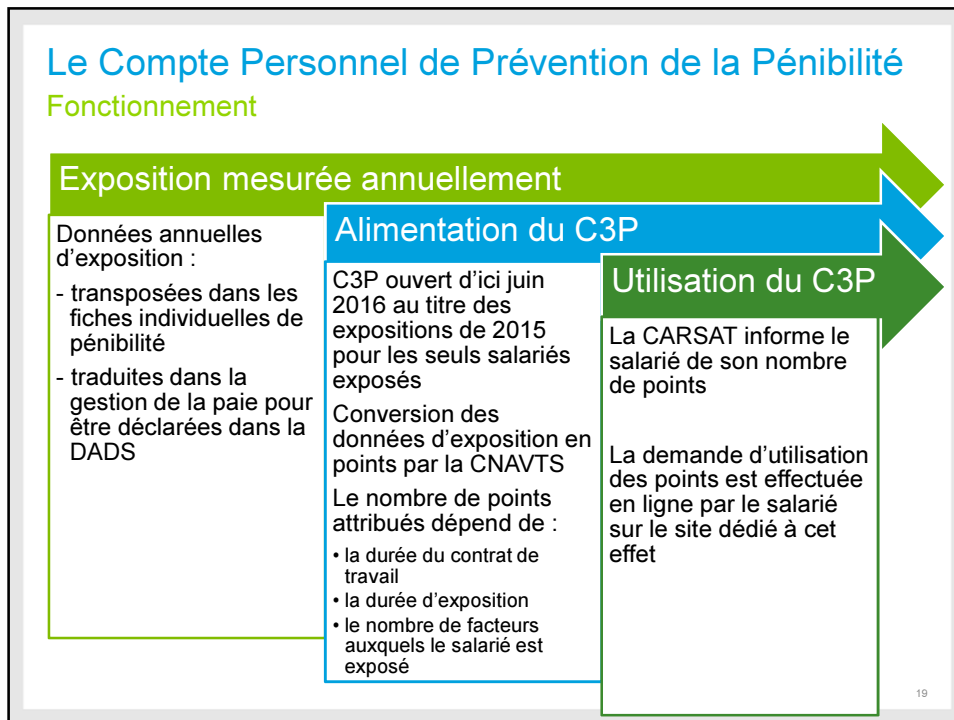 Le Compte Personnel de Prévention de la Pénibilité
Fonctionnement
Exposition mesurée annuellement
Données annuelles
d’exposition :
- transposées dans les
fiches individuelles de
pénibilité
- traduites dans la
gestion de la paie pour
être déclarées dans la
DADS
Alimentation du C3P
C3P ouvert d’ici juin
2016 au titre des
expositions de 2015
pour les seuls salariés
exposés
Conversion des
données d’exposition en
points par la CNAVTS
Le nombre de points
attribués dépend de :
• la durée du contrat de
travail
• la durée d’exposition
• le nombre de facteurs
auxquels le salarié est
exposé
Utilisation du C3P
La CARSAT informe le
salarié de son nombre
de points
La demande d’utilisation
des points est effectuée
en ligne par le salarié
sur le site dédié à cet
effet
19